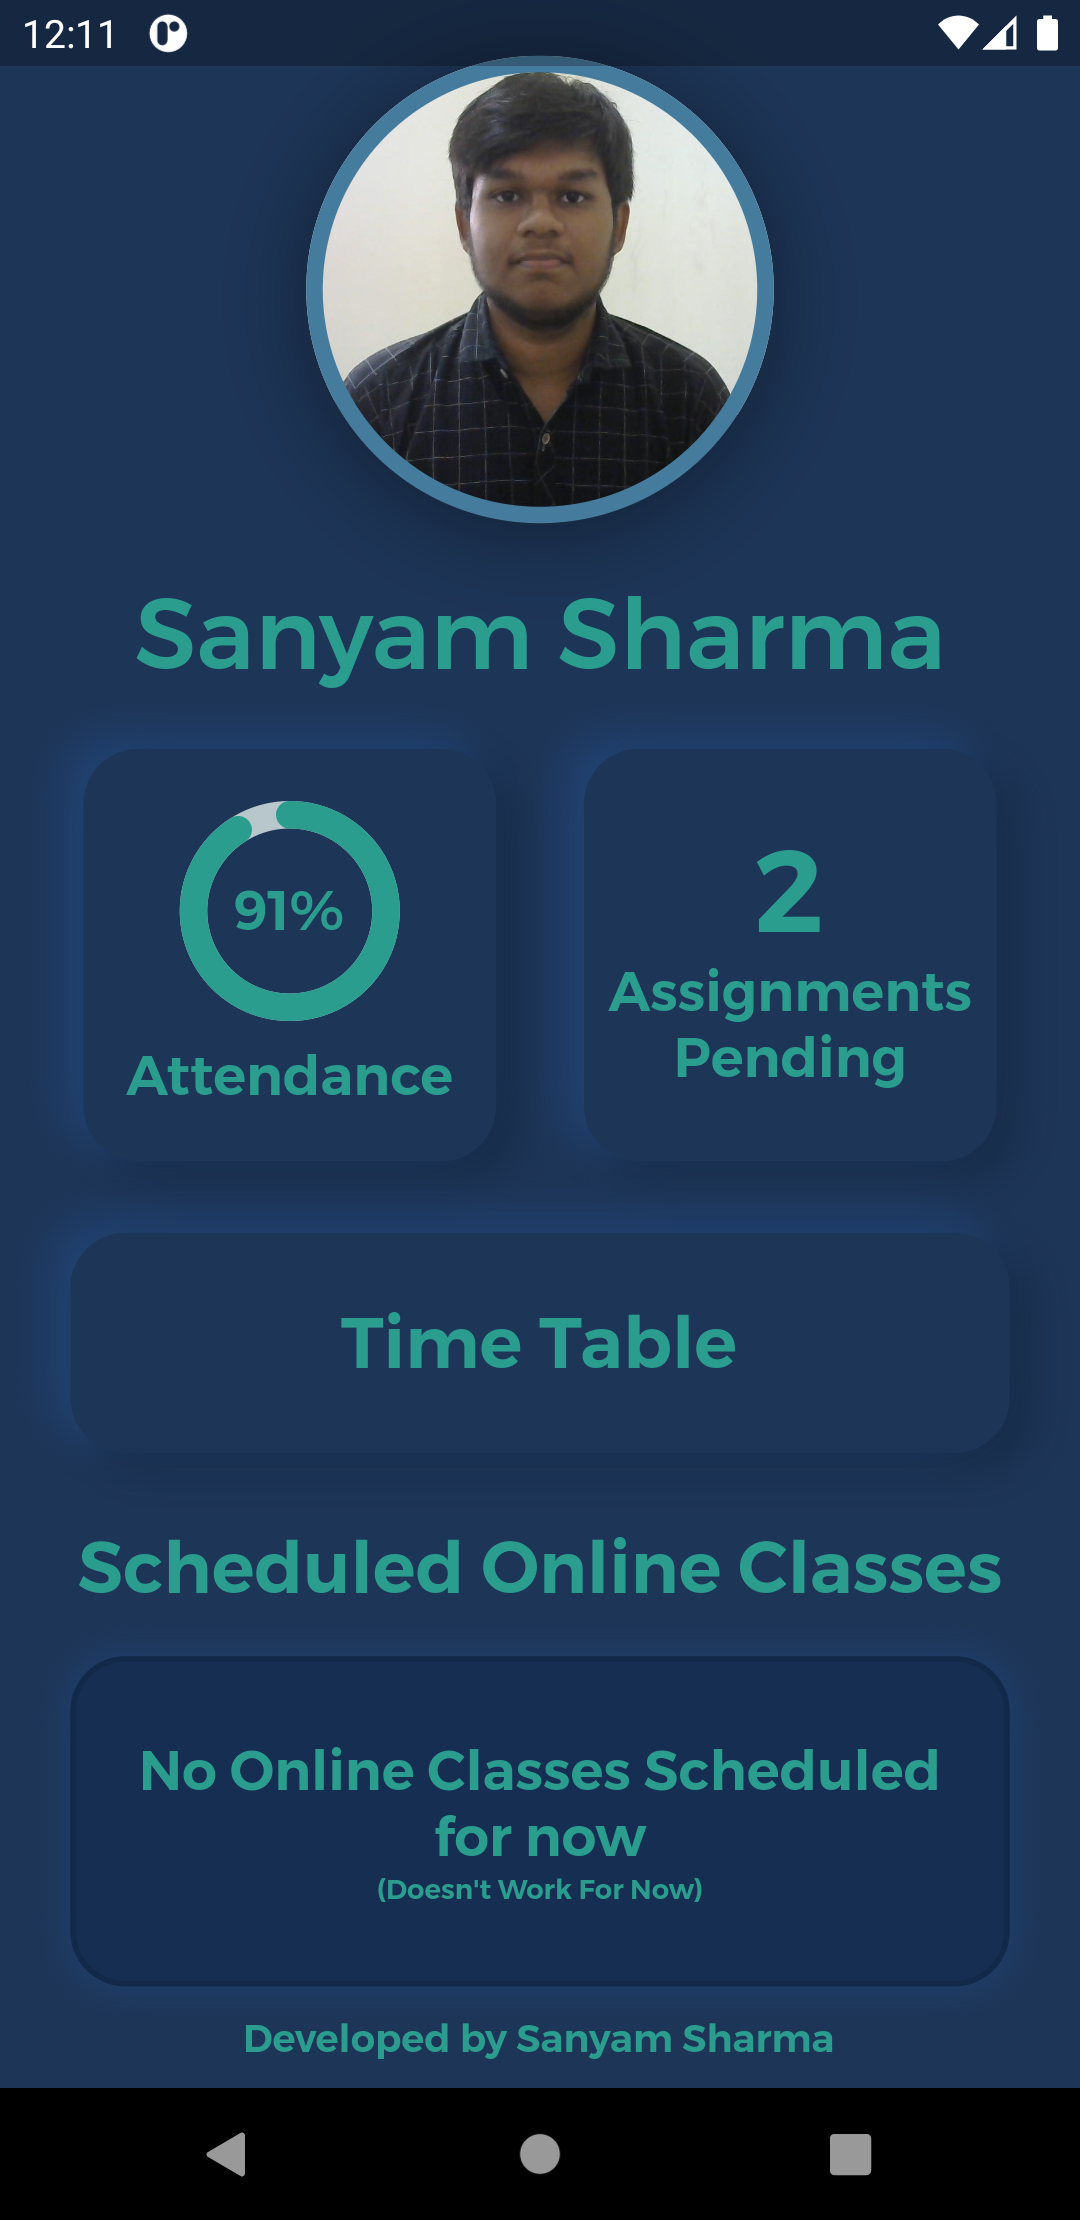 12:11
Sanyam Sharma
91%
Attendance
2
Assignments
Pending
Time Table
Scheduled Online Classes
No Online Classes Scheduled
for now
(Doesn't Work For Now)
Developed by Sanyam Sharma